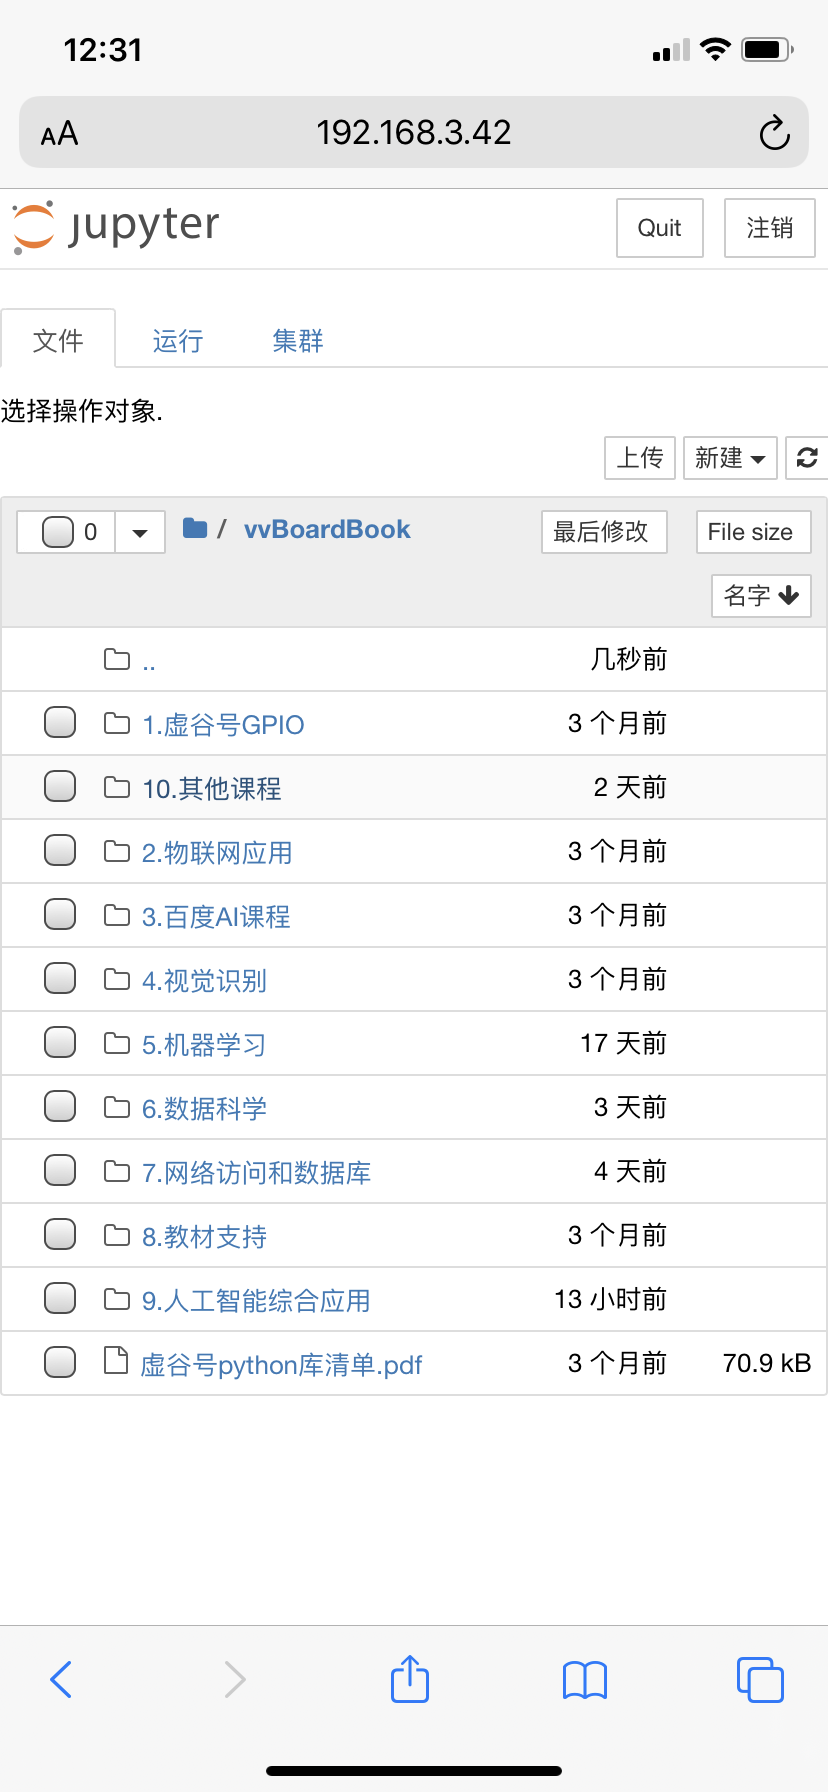 12:31
AA 192.168.3.42
jupyter Quit 注销
文件 运行 集群
选择操作对象.
上传 新建
0 / vvBoardBook 最后修改 File size
名字
.. 几秒前
1.虚谷号GPIO 3 个月前
10.其他课程 2 天前
2.物联网应用 3 个月前
3.百度AI课程 3 个月前
4.视觉识别 3 个月前
5.机器学习 17 天前
6.数据科学 3 天前
7.网络访问和数据库 4 天前
8.教材支持 3 个月前
9.人工智能综合应用 13 小时前
虚谷号python库清单.pdf 3 个月前 70.9 kB